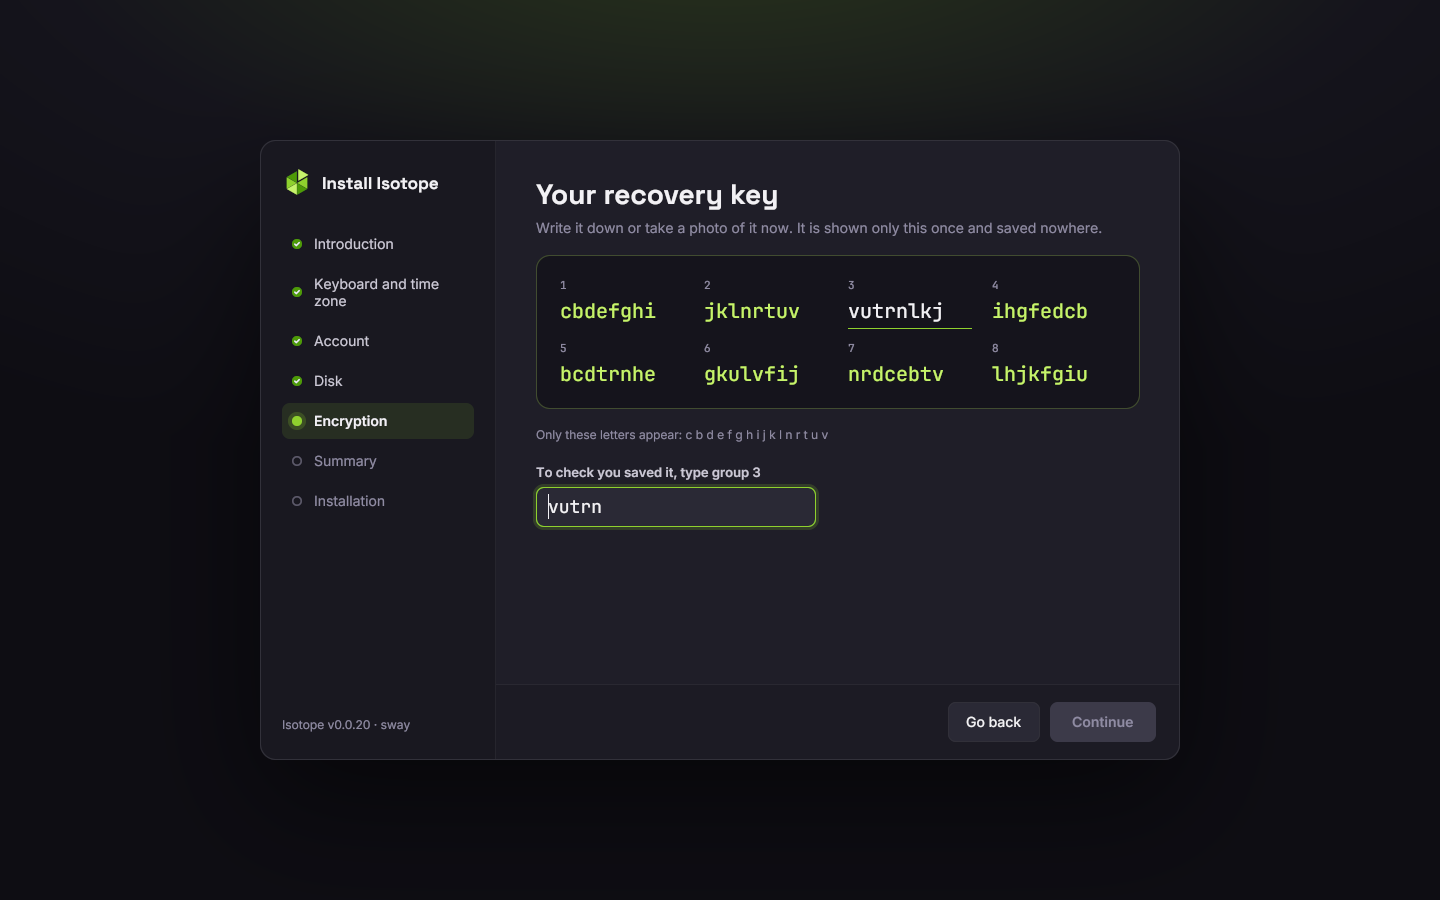 Install Isotope
Introduction
Keyboard and time
zone
Account
Disk
Encryption
Summary
Installation
Isotope v0.0.20 · sway
Your recovery key
Write it down or take a photo of it now. It is shown only this once and saved nowhere.
1 2 3 4
cbdefghi jklnrtuv vutrnlkj ihgfedcb
5 6 7 8
bcdtrnhe gkulvfij nrdcebtv lhjkfgiu
Only these letters appear: c b d e f g h i j k l n r t u v
To check you saved it, type group 3
vutrn
Go back Continue